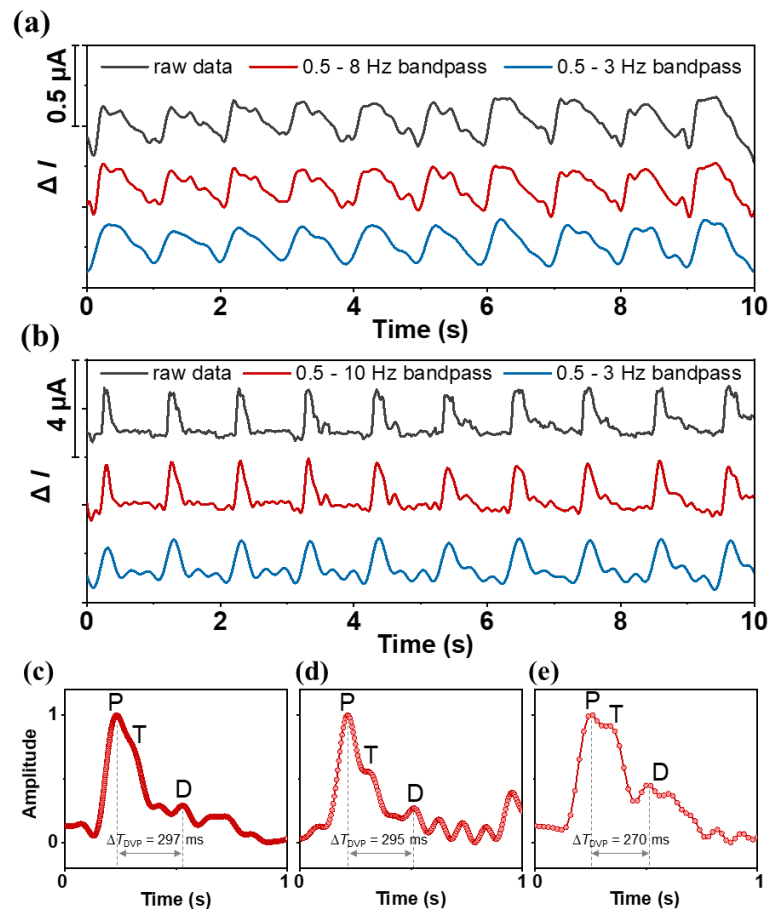 (a)
0.5 µA
raw data 0.5 - 8 Hz bandpass 0.5 - 3 Hz bandpass
Δ I
0 2 4 6 8 10
Time (s)
(b)
4 µA
raw data 0.5 - 10 Hz bandpass 0.5 - 3 Hz bandpass
Δ I
0 2 4 6 8 10
Time (s)
(c)
Amplitude
1
0
P
T
D
ΔT_DVP = 297 ms
0 1
Time (s)
(d)
P
T
D
ΔT_DVP = 295 ms
0 1
Time (s)
(e)
P
T
D
ΔT_DVP = 270 ms
0 1
Time (s)